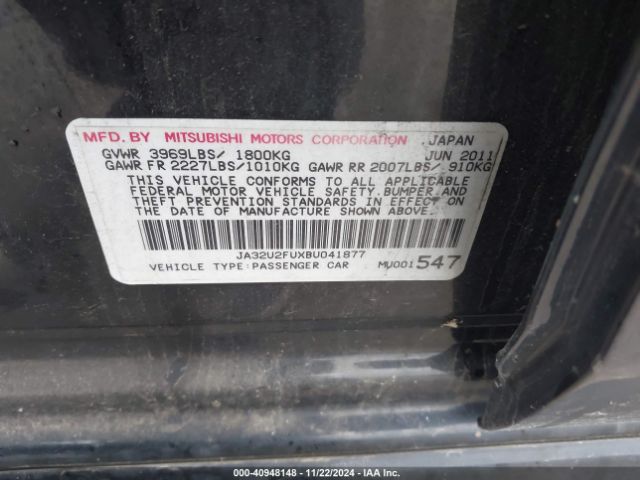 MFD. BY MITSUBISHI MOTORS CORPORATION ,JAPAN
GVWR 3969LBS/ 1800KG JUN 2011
GAWR FR 2227LBS/1010KG GAWR RR 2007LBS/ 910KG
THIS VEHICLE CONFORMS TO ALL APPLICABLE
FEDERAL MOTOR VEHICLE SAFETY.BUMPER AND
THEFT PREVENTION STANDARDS IN EFFECT ON
THE DATE OF MANUFACTURE SHOWN ABOVE.
JA32U2FUXBU041877
VEHICLE TYPE:PASSENGER CAR MU001547
000-40948148 - 11/22/2024 - IAA Inc.